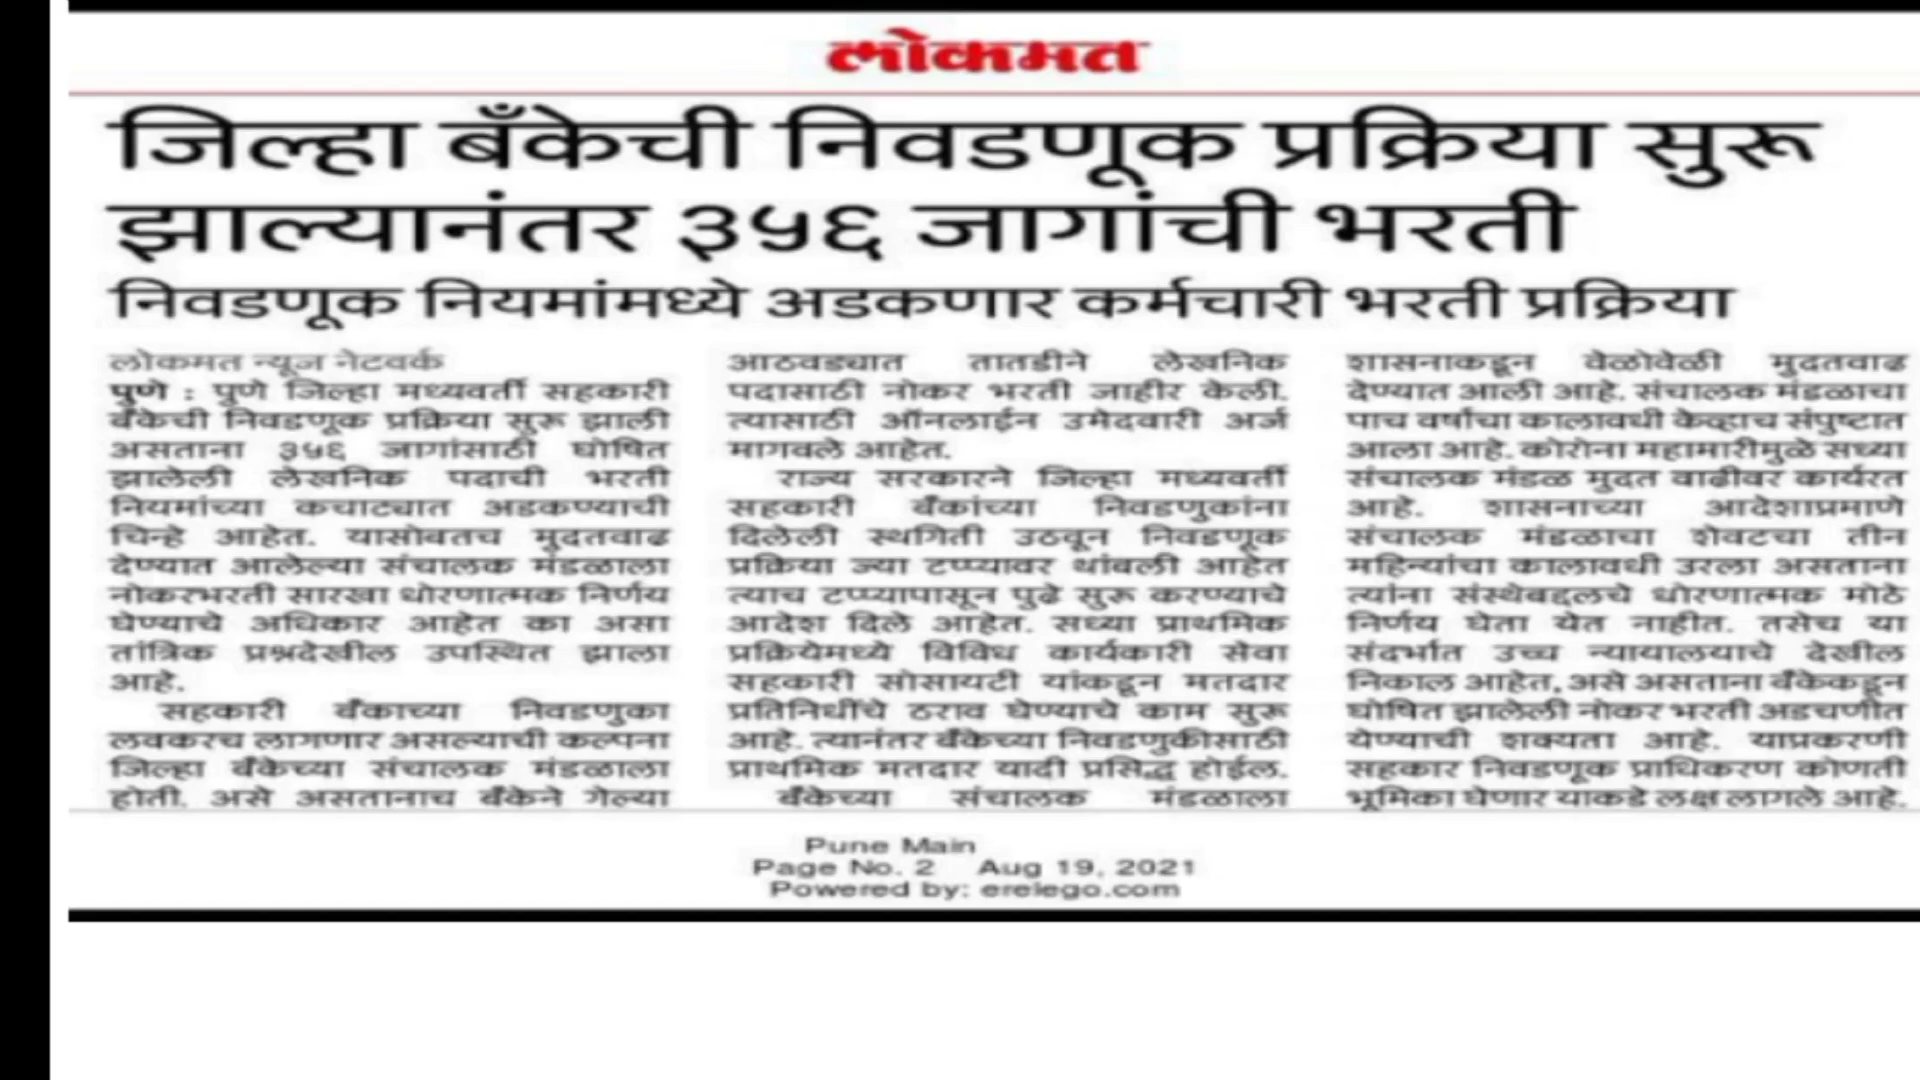 लोकमत
जिल्हा बँकेची निवडणूक प्रक्रिया सुरू
झाल्यानंतर ३५६ जागांची भरती
निवडणूक नियमांमध्ये अडकणार कर्मचारी भरती प्रक्रिया
लोकमत न्यूज नेटवर्क
पुणे : पुणे जिल्हा मध्यवर्ती सहकारी
बँकेची निवडणूक प्रक्रिया सुरू झाली
असताना ३५६ जागांसाठी घोषित
झालेली लेखनिक पदाची भरती
नियमांच्या कचाट्यात अडकण्याची
चिन्हे आहेत. यासोबतच मुदतवाढ
देण्यात आलेल्या संचालक मंडळाला
नोकरभरती सारखा धोरणात्मक निर्णय
घेण्याचे अधिकार आहेत का असा
तांत्रिक प्रश्नदेखील उपस्थित झाला
आहे.
सहकारी बँकाच्या निवडणुका
लवकरच लागणार असल्याची कल्पना
जिल्हा बँकेच्या संचालक मंडळाला
होती. असे असतानाच बँकेने गेल्या
आठवड्यात तातडीने लेखनिक
पदासाठी नोकर भरती जाहीर केली.
त्यासाठी ऑनलाईन उमेदवारी अर्ज
मागवले आहेत.
राज्य सरकारने जिल्हा मध्यवर्ती
सहकारी बँकांच्या निवडणुकांना
दिलेली स्थगिती उठवून निवडणूक
प्रक्रिया ज्या टप्प्यावर थांबली आहेत
त्याच टप्प्यापासून पुढे सुरू करण्याचे
आदेश दिले आहेत. सध्या प्राथमिक
प्रक्रियेमध्ये विविध कार्यकारी सेवा
सहकारी सोसायटी यांकडून मतदार
प्रतिनिधींचे ठराव घेण्याचे काम सुरू
आहे. त्यानंतर बँकेच्या निवडणुकीसाठी
प्राथमिक मतदार यादी प्रसिद्ध होईल.
बँकेच्या संचालक मंडळाला
शासनाकडून वेळोवेळी मुदतवाढ
देण्यात आली आहे. संचालक मंडळाचा
पाच वर्षांचा कालावधी केव्हाच संपुष्टात
आला आहे. कोरोना महामारीमुळे सध्या
संचालक मंडळ मुदत वाढीवर कार्यरत
आहे. शासनाच्या आदेशाप्रमाणे
संचालक मंडळाचा शेवटचा तीन
महिन्यांचा कालावधी उरला असताना
त्यांना संस्थेबद्दलचे धोरणात्मक मोठे
निर्णय घेता येत नाहीत. तसेच या
संदर्भात उच्च न्यायालयाचे देखील
निकाल आहेत, असे असताना बँकेकडून
घोषित झालेली नोकर भरती अडचणीत
येण्याची शक्यता आहे. याप्रकरणी
सहकार निवडणूक प्राधिकरण कोणती
भूमिका घेणार याकडे लक्ष लागले आहे.
Pune Main
Page No. 2 Aug 19, 2021
Powered by: erelego.com